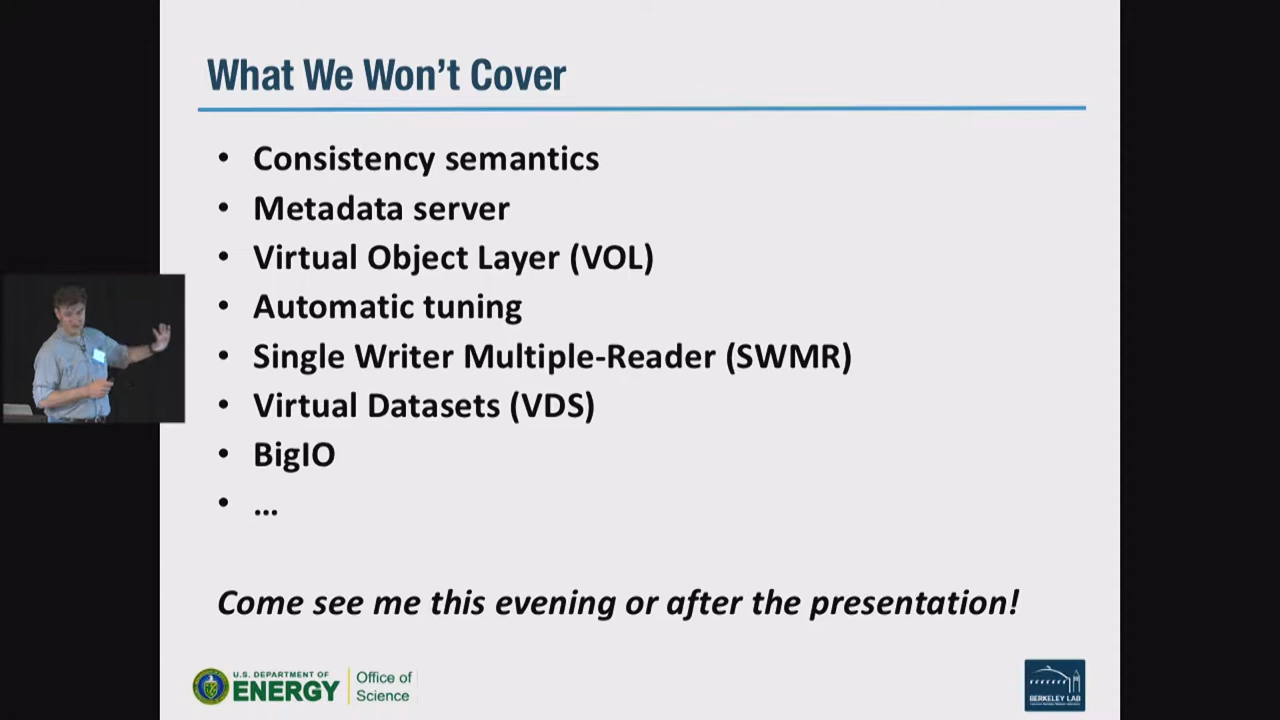 What We Won't Cover
• Consistency semantics
• Metadata server
• Virtual Object Layer (VOL)
• Automatic tuning
• Single Writer Multiple-Reader (SWMR)
• Virtual Datasets (VDS)
• BigIO
• …
Come see me this evening or after the presentation!
U.S. DEPARTMENT OF
ENERGY
Office of
Science
BERKELEY LAB